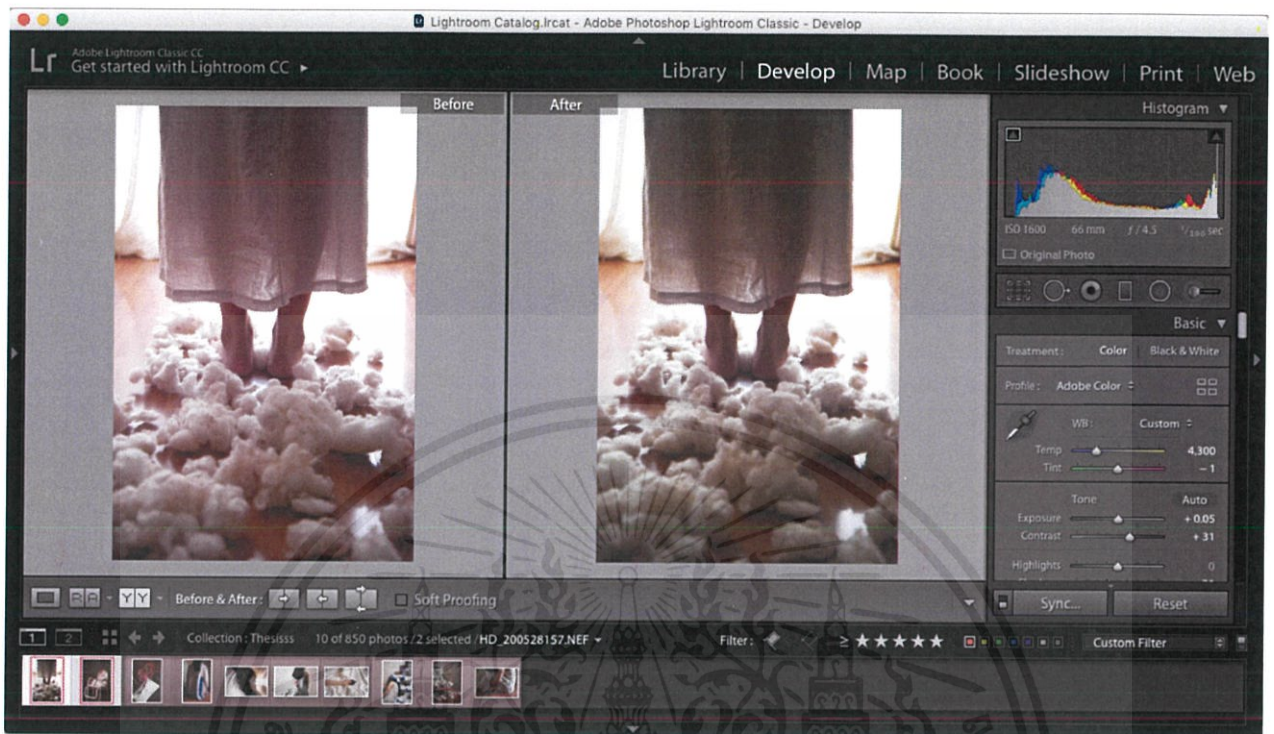 Lightroom Catalog.lrcat - Adobe Photoshop Lightroom Classic - Develop
Lr
Adobe Lightroom Classic CC
Get started with Lightroom CC
Library | Develop | Map | Book | Slideshow | Print | Web
Before
After
Histogram
ISO 1600 66 mm ƒ / 4.5 sec
Original Photo
Basic
Treatment : Color Black & White
Profile : Adobe Color
WB : Custom
Temp 4,300
Tint – 1
Tone Auto
Exposure + 0.05
Contrast + 31
Highlights 0
Before & After :
Soft Proofing
Sync...
Reset
1 2
Collection : Thesisss 10 of 850 photos / 2 selected / HD_200528157.NEF
Filter : ≥ ★★★★★
Custom Filter